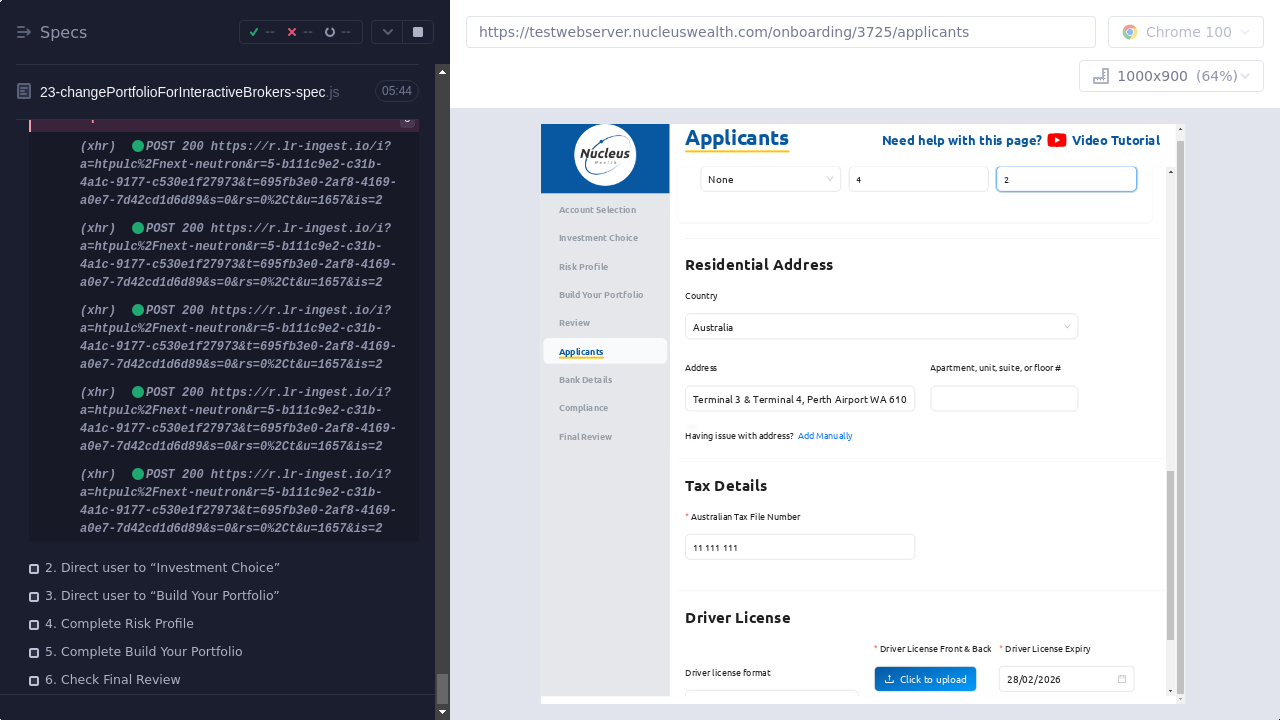 Specs
--
--
--
https://testwebserver.nucleuswealth.com/onboarding/3725/applicants
Chrome 100
1000x900 (64%)
23-changePortfolioForInteractiveBrokers-spec.js
05:44
(xhr) POST 200 https://r.lr-ingest.io/i?
a=htpulc%2Fnext-neutron&r=5-b111c9e2-c31b-
4a1c-9177-c530e1f27973&t=695fb3e0-2af8-4169-
a0e7-7d42cd1d6d89&s=0&rs=0%2Ct&u=1657&is=2
(xhr) POST 200 https://r.lr-ingest.io/i?
a=htpulc%2Fnext-neutron&r=5-b111c9e2-c31b-
4a1c-9177-c530e1f27973&t=695fb3e0-2af8-4169-
a0e7-7d42cd1d6d89&s=0&rs=0%2Ct&u=1657&is=2
(xhr) POST 200 https://r.lr-ingest.io/i?
a=htpulc%2Fnext-neutron&r=5-b111c9e2-c31b-
4a1c-9177-c530e1f27973&t=695fb3e0-2af8-4169-
a0e7-7d42cd1d6d89&s=0&rs=0%2Ct&u=1657&is=2
(xhr) POST 200 https://r.lr-ingest.io/i?
a=htpulc%2Fnext-neutron&r=5-b111c9e2-c31b-
4a1c-9177-c530e1f27973&t=695fb3e0-2af8-4169-
a0e7-7d42cd1d6d89&s=0&rs=0%2Ct&u=1657&is=2
(xhr) POST 200 https://r.lr-ingest.io/i?
a=htpulc%2Fnext-neutron&r=5-b111c9e2-c31b-
4a1c-9177-c530e1f27973&t=695fb3e0-2af8-4169-
a0e7-7d42cd1d6d89&s=0&rs=0%2Ct&u=1657&is=2
2. Direct user to “Investment Choice”
3. Direct user to “Build Your Portfolio”
4. Complete Risk Profile
5. Complete Build Your Portfolio
6. Check Final Review
Nucleus
Wealth
Account Selection
Investment Choice
Risk Profile
Build Your Portfolio
Review
Applicants
Bank Details
Compliance
Final Review
Applicants
Need help with this page? Video Tutorial
None
4
2
Residential Address
Country
Australia
Address
Apartment, unit, suite, or floor #
Terminal 3 & Terminal 4, Perth Airport WA 610
Having issue with address? Add Manually
Tax Details
* Australian Tax File Number
11 111 111
Driver License
Driver license format
* Driver License Front & Back
* Driver License Expiry
Click to upload
28/02/2026